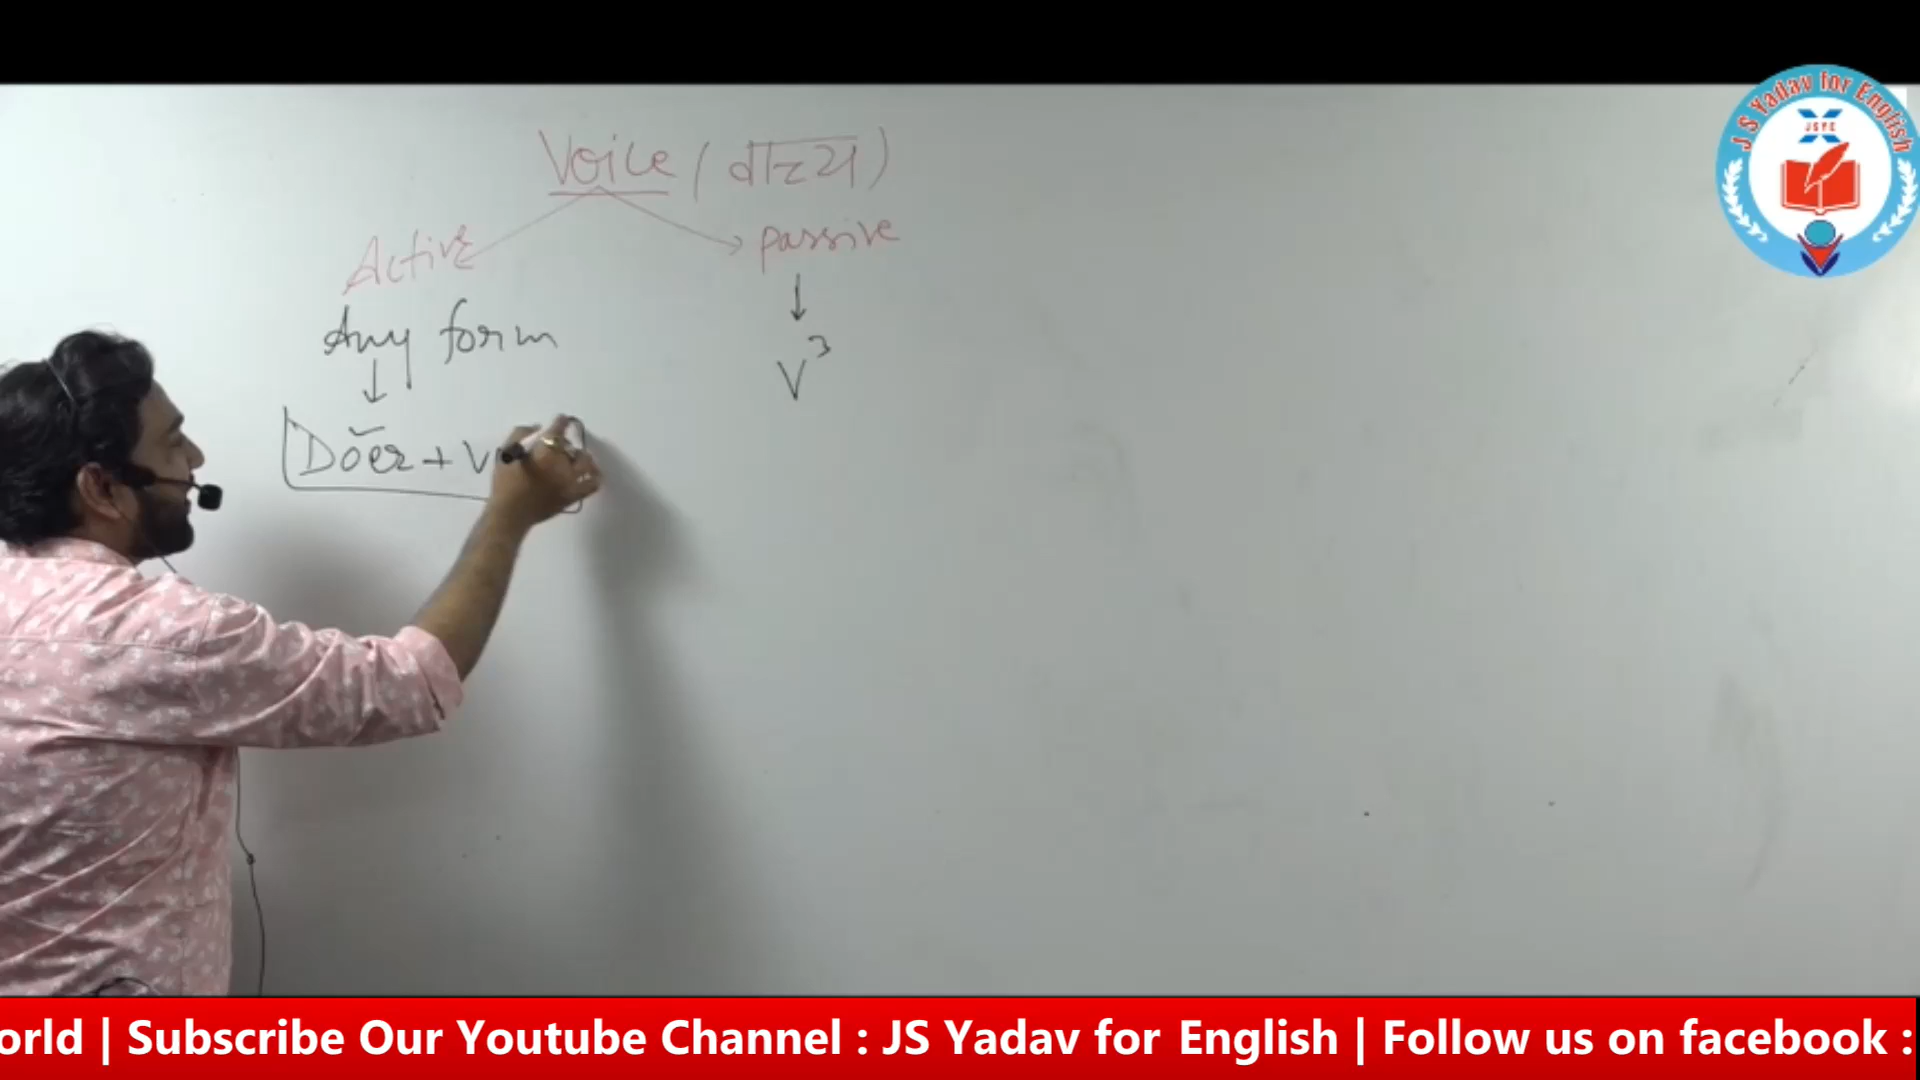 Voice (वाच्य)
Active
passive
Any form
V³
Doer + V
J S Yadav for English
JSYE
orld | Subscribe Our Youtube Channel : JS Yadav for English | Follow us on facebook :